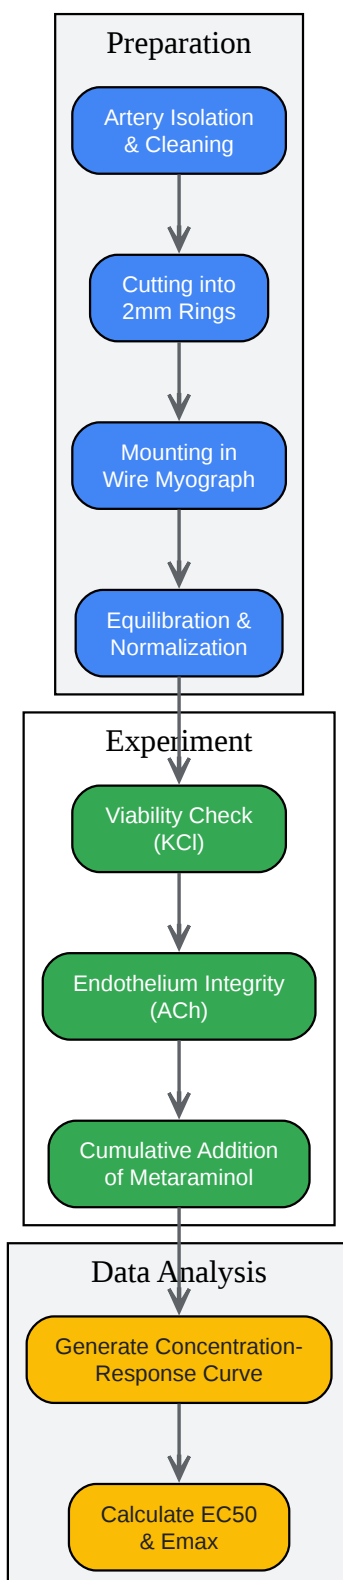 Preparation
Artery Isolation
& Cleaning
Cutting into
2mm Rings
Mounting in
Wire Myograph
Equilibration &
Normalization
Experiment
Viability Check
(KCl)
Endothelium Integrity
(ACh)
Cumulative Addition
of Metaraminol
Data Analysis
Generate Concentration-
Response Curve
Calculate EC50
& Emax